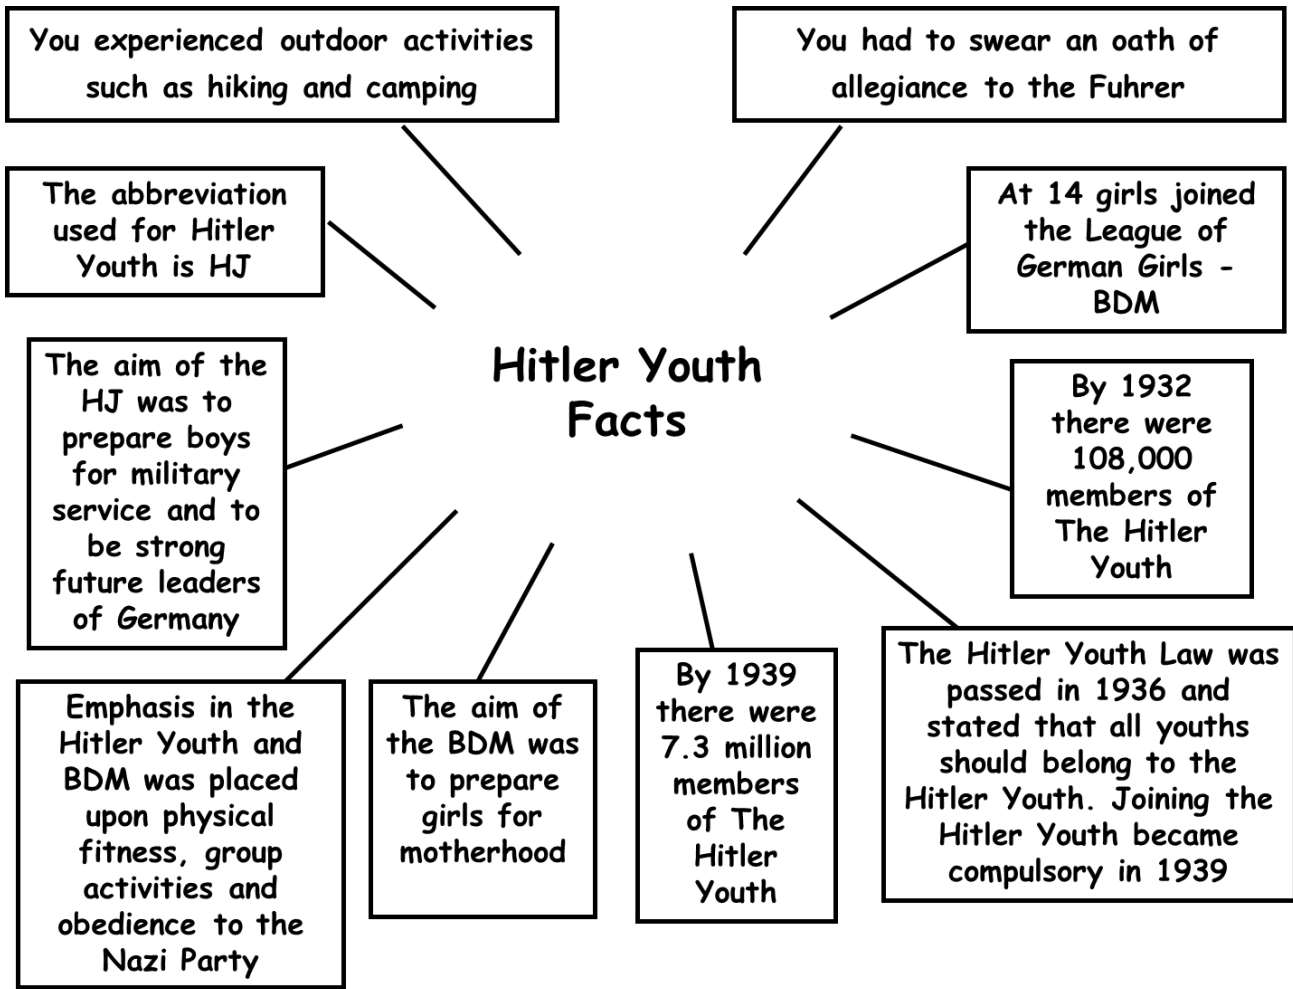 You experienced outdoor activities
such as hiking and camping
You had to swear an oath of
allegiance to the Fuhrer
The abbreviation
used for Hitler
Youth is HJ
At 14 girls joined
the League of
German Girls -
BDM
Hitler Youth
Facts
The aim of the
HJ was to
prepare boys
for military
service and to
be strong
future leaders
of Germany
By 1932
there were
108,000
members of
The Hitler
Youth
Emphasis in the
Hitler Youth and
BDM was placed
upon physical
fitness, group
activities and
obedience to the
Nazi Party
The aim of
the BDM was
to prepare
girls for
motherhood
By 1939
there were
7.3 million
members
of The
Hitler
Youth
The Hitler Youth Law was
passed in 1936 and
stated that all youths
should belong to the
Hitler Youth. Joining the
Hitler Youth became
compulsory in 1939